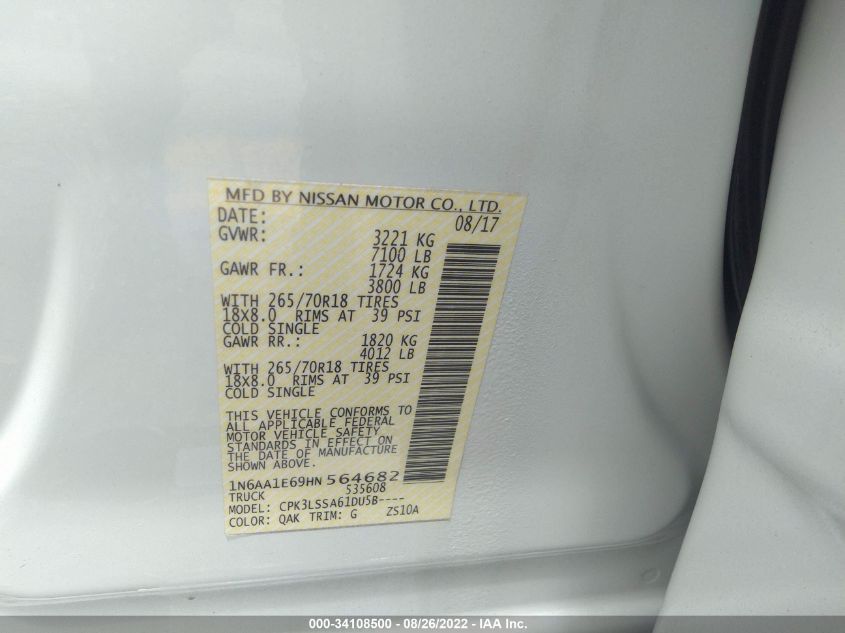 MFD BY NISSAN MOTOR CO., LTD.
DATE: 08/17
GVWR: 3221 KG
7100 LB
GAWR FR.: 1724 KG
3800 LB
WITH 265/70R18 TIRES
18X8.0 RIMS AT 39 PSI
COLD SINGLE
GAWR RR.: 1820 KG
4012 LB
WITH 265/70R18 TIRES
18X8.0 RIMS AT 39 PSI
COLD SINGLE
THIS VEHICLE CONFORMS TO
ALL APPLICABLE FEDERAL
MOTOR VEHICLE SAFETY
STANDARDS IN EFFECT ON
THE DATE OF MANUFACTURE
SHOWN ABOVE.
1N6AA1E69HN 564682
TRUCK 535608
MODEL: CPK3LSSA61DU5B----
COLOR: QAK TRIM: G ZS10A
000-34108500 - 08/26/2022 - IAA Inc.